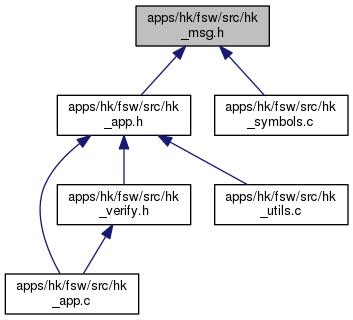 apps/hk/fsw/src/hk
_msg.h
apps/hk/fsw/src/hk
_app.h
apps/hk/fsw/src/hk
_symbols.c
apps/hk/fsw/src/hk
_verify.h
apps/hk/fsw/src/hk
_utils.c
apps/hk/fsw/src/hk
_app.c